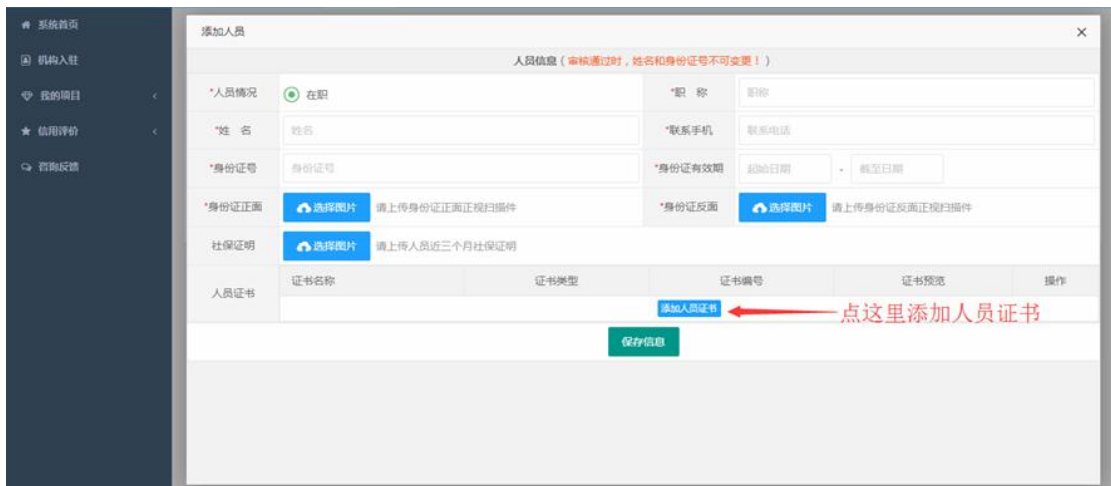 系统首页
机构入驻
我的项目
信用评价
咨询反馈
添加人员
人员信息（审核通过时，姓名和身份证号不可变更！）
*人员情况 在职 *职 称 职称
*姓 名 姓名 *联系手机 联系电话
*身份证号 身份证号 *身份证有效期 起始日期 - 截至日期
*身份证正面 选择图片 请上传身份证正面正视扫描件 *身份证反面 选择图片 请上传身份证反面正视扫描件
社保证明 选择图片 请上传人员近三个月社保证明
人员证书 证书名称 证书类型 证书编号 证书预览 操作
添加人员证书 点这里添加人员证书
保存信息